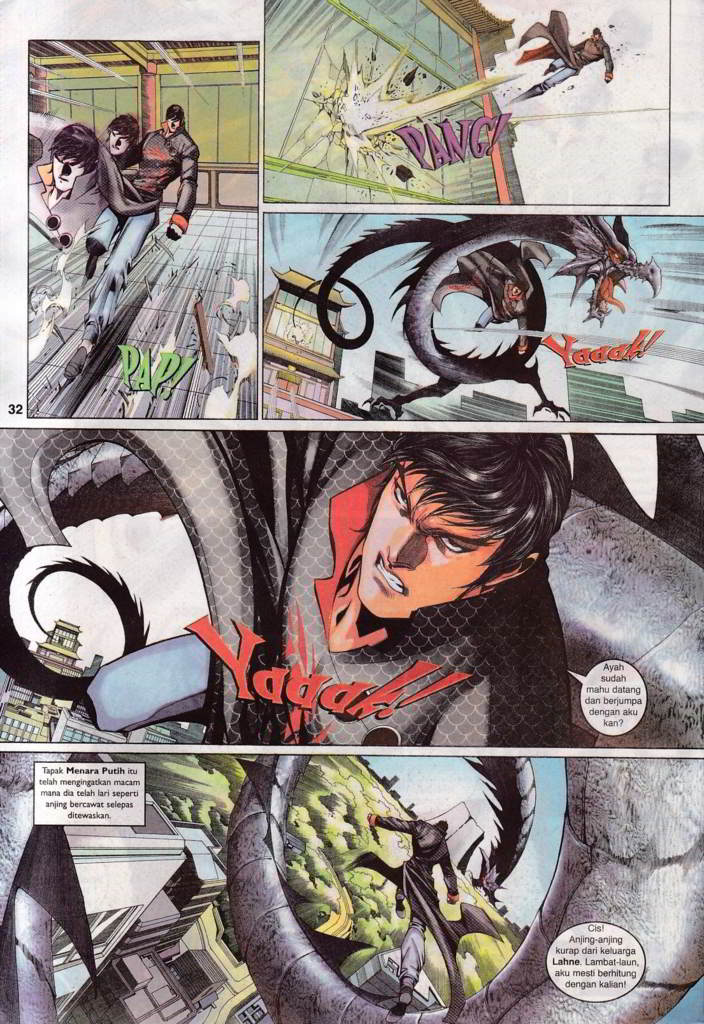 PAP!
PANG!
Yaaah!
32
Yaaah!
Ayah
sudah
mahu datang
dan berjumpa
dengan aku
kan?
Tapak Menara Putih itu
telah mengingatkan macam
mana dia telah lari seperti
anjing bercawat selepas
ditewaskan.
Cis!
Anjing-anjing
kurap dari keluarga
Lahne. Lambat-laun,
aku mesti berhitung
dengan kalian!